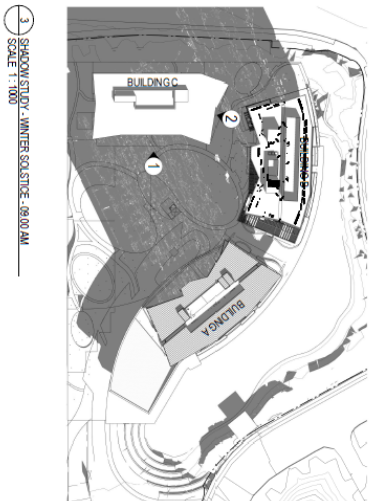 3
SHADOW STUDY - WINTER SOLSTICE - 09:00 AM
SCALE 1 : 1000
BUILDING C
2
BUILDING B
1
BUILDING A